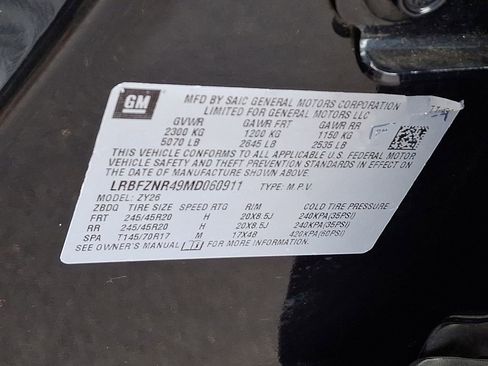 GM
MFD BY SAIC GENERAL MOTORS CORPORATION
LIMITED FOR GENERAL MOTORS LLC
GVWR GAWR FRT GAWR RR
2300 KG 1200 KG 1150 KG
5070 LB 2645 LB 2535 LB
THIS VEHICLE CONFORMS TO ALL APPLICABLE U.S. FEDERAL MOTOR
VEHICLE SAFETY AND THEFT PREVENTION STANDARDS IN EFFECT ON THE
DATE OF MANUFACTURE SHOWN ABOVE.
LRBFZNR49MD060911 TYPE: M.P.V
MODEL: ZY26
ZBDQ TIRE SIZE SPEED RTG RIM COLD TIRE PRESSURE
FRT 245/45R20 H 20X8.5J 240KPA(35PSI)
RR 245/45R20 H 20X8.5J 240KPA(35PSI)
SPA T145/70R17 M 17X4B 420KPA(60PSI)
SEE OWNER'S MANUAL FOR MORE INFORMATION